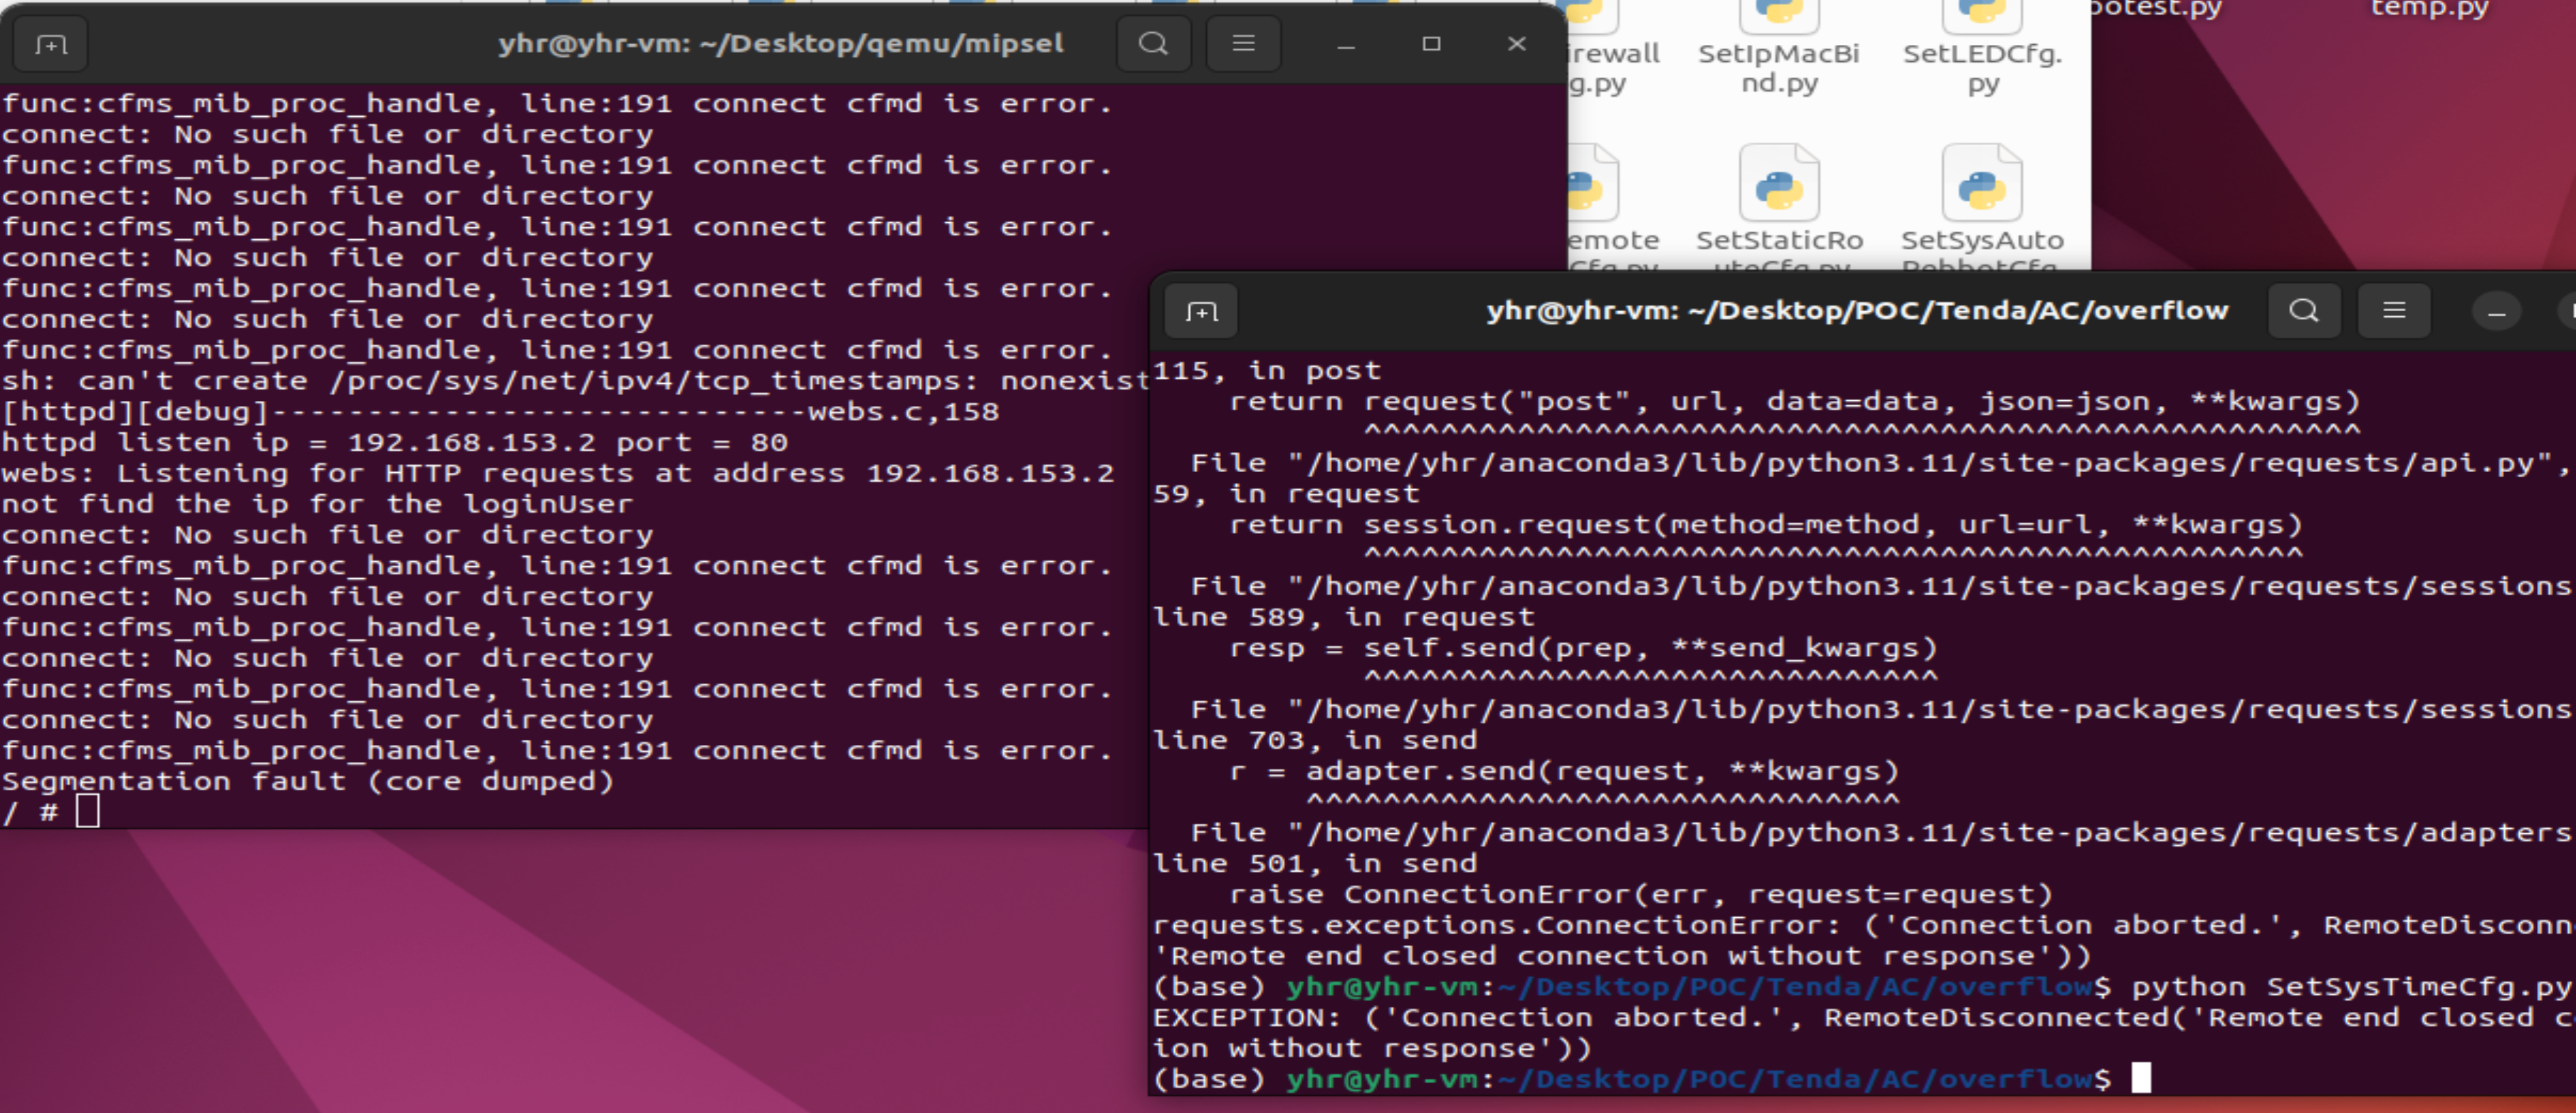 yhr@yhr-vm: ~/Desktop/qemu/mipsel
func:cfms_mib_proc_handle, line:191 connect cfmd is error.
connect: No such file or directory
func:cfms_mib_proc_handle, line:191 connect cfmd is error.
connect: No such file or directory
func:cfms_mib_proc_handle, line:191 connect cfmd is error.
connect: No such file or directory
func:cfms_mib_proc_handle, line:191 connect cfmd is error.
connect: No such file or directory
func:cfms_mib_proc_handle, line:191 connect cfmd is error.
sh: can't create /proc/sys/net/ipv4/tcp_timestamps: nonexist
[httpd][debug]----------------------------webs.c,158
httpd listen ip = 192.168.153.2 port = 80
webs: Listening for HTTP requests at address 192.168.153.2
not find the ip for the loginUser
connect: No such file or directory
func:cfms_mib_proc_handle, line:191 connect cfmd is error.
connect: No such file or directory
func:cfms_mib_proc_handle, line:191 connect cfmd is error.
connect: No such file or directory
func:cfms_mib_proc_handle, line:191 connect cfmd is error.
connect: No such file or directory
func:cfms_mib_proc_handle, line:191 connect cfmd is error.
Segmentation fault (core dumped)
/ #
irewall
g.py
SetIpMacBi
nd.py
SetLEDCfg.
py
otest.py
temp.py
emote
Cfg.py
SetStaticRo
uteCfg.py
SetSysAuto
RebbotCfg
yhr@yhr-vm: ~/Desktop/POC/Tenda/AC/overflow
115, in post
    return request("post", url, data=data, json=json, **kwargs)
           ^^^^^^^^^^^^^^^^^^^^^^^^^^^^^^^^^^^^^^^^^^^^^^^^^^^^
  File "/home/yhr/anaconda3/lib/python3.11/site-packages/requests/api.py",
59, in request
    return session.request(method=method, url=url, **kwargs)
           ^^^^^^^^^^^^^^^^^^^^^^^^^^^^^^^^^^^^^^^^^^^^^^^^^
  File "/home/yhr/anaconda3/lib/python3.11/site-packages/requests/sessions
line 589, in request
    resp = self.send(prep, **send_kwargs)
           ^^^^^^^^^^^^^^^^^^^^^^^^^^^^^^
  File "/home/yhr/anaconda3/lib/python3.11/site-packages/requests/sessions
line 703, in send
    r = adapter.send(request, **kwargs)
        ^^^^^^^^^^^^^^^^^^^^^^^^^^^^^^^
  File "/home/yhr/anaconda3/lib/python3.11/site-packages/requests/adapters
line 501, in send
    raise ConnectionError(err, request=request)
requests.exceptions.ConnectionError: ('Connection aborted.', RemoteDisconn
'Remote end closed connection without response'))
(base) yhr@yhr-vm:~/Desktop/POC/Tenda/AC/overflow$ python SetSysTimeCfg.py
EXCEPTION: ('Connection aborted.', RemoteDisconnected('Remote end closed c
ion without response'))
(base) yhr@yhr-vm:~/Desktop/POC/Tenda/AC/overflow$